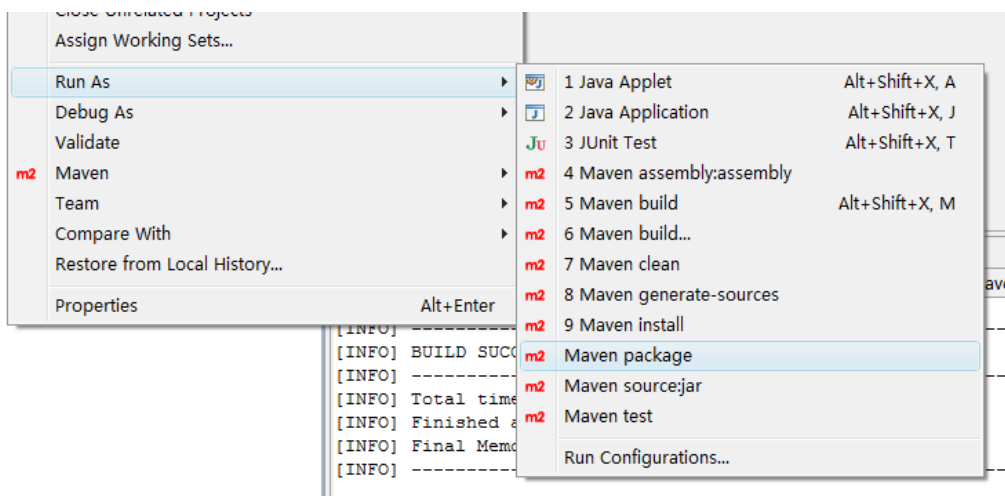 Close Unrelated Projects
Assign Working Sets...
Run As
Debug As
Validate
m2 Maven
Team
Compare With
Restore from Local History...
Properties Alt+Enter
1 Java Applet Alt+Shift+X, A
2 Java Application Alt+Shift+X, J
JU 3 JUnit Test Alt+Shift+X, T
m2 4 Maven assembly:assembly
m2 5 Maven build Alt+Shift+X, M
m2 6 Maven build...
m2 7 Maven clean
m2 8 Maven generate-sources
m2 9 Maven install
m2 Maven package
m2 Maven source:jar
m2 Maven test
Run Configurations...
[INFO] ----------
[INFO] BUILD SUCC
[INFO] ----------
[INFO] Total time
[INFO] Finished a
[INFO] Final Memo
[INFO] ----------